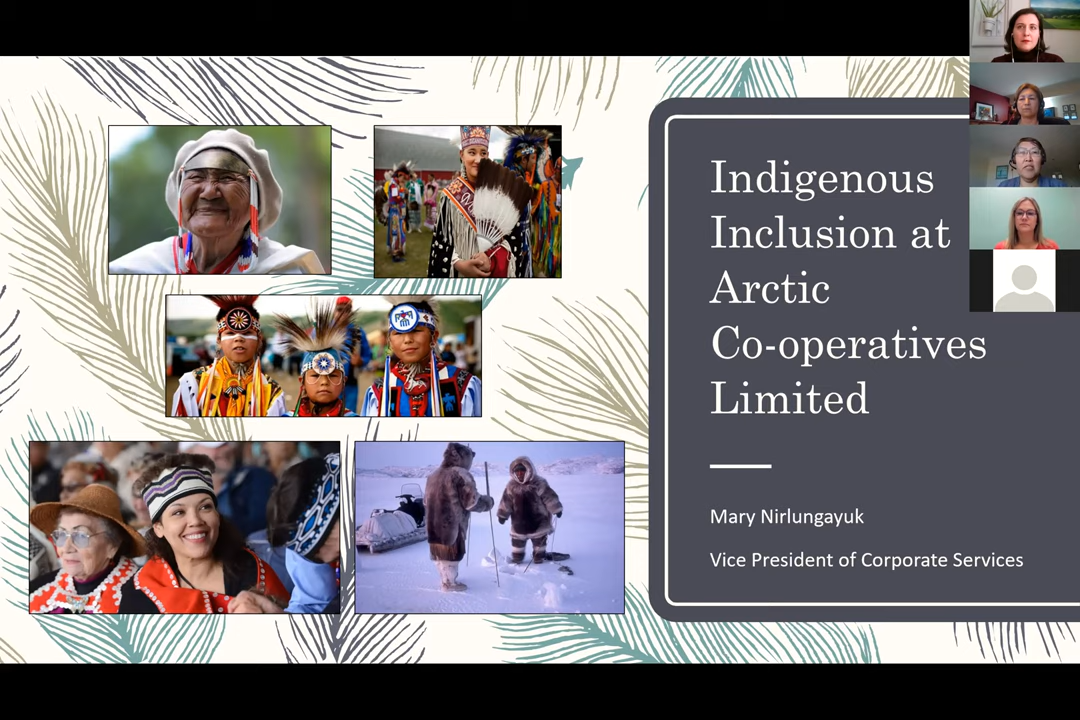 Indigenous
Inclusion at
Arctic
Co-operatives
Limited
Mary Nirlungayuk
Vice President of Corporate Services